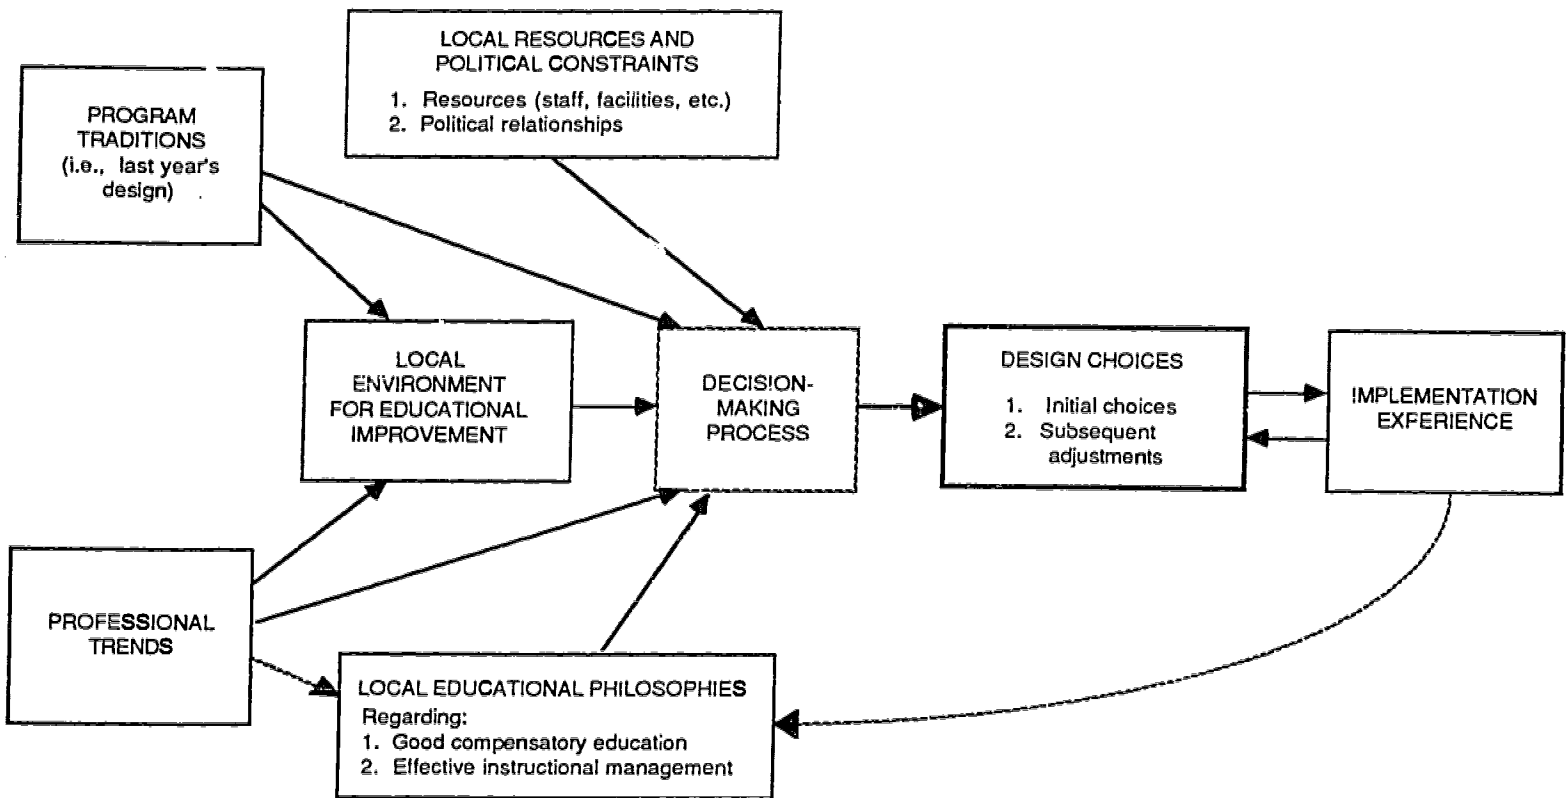 LOCAL RESOURCES AND
POLITICAL CONSTRAINTS
1. Resources (staff, facilities, etc.)
2. Political relationships
PROGRAM
TRADITIONS
(i.e., last year's
design)
LOCAL
ENVIRONMENT
FOR EDUCATIONAL
IMPROVEMENT
DECISION-
MAKING
PROCESS
DESIGN CHOICES
1. Initial choices
2. Subsequent
adjustments
IMPLEMENTATION
EXPERIENCE
PROFESSIONAL
TRENDS
LOCAL EDUCATIONAL PHILOSOPHIES
Regarding:
1. Good compensatory education
2. Effective instructional management